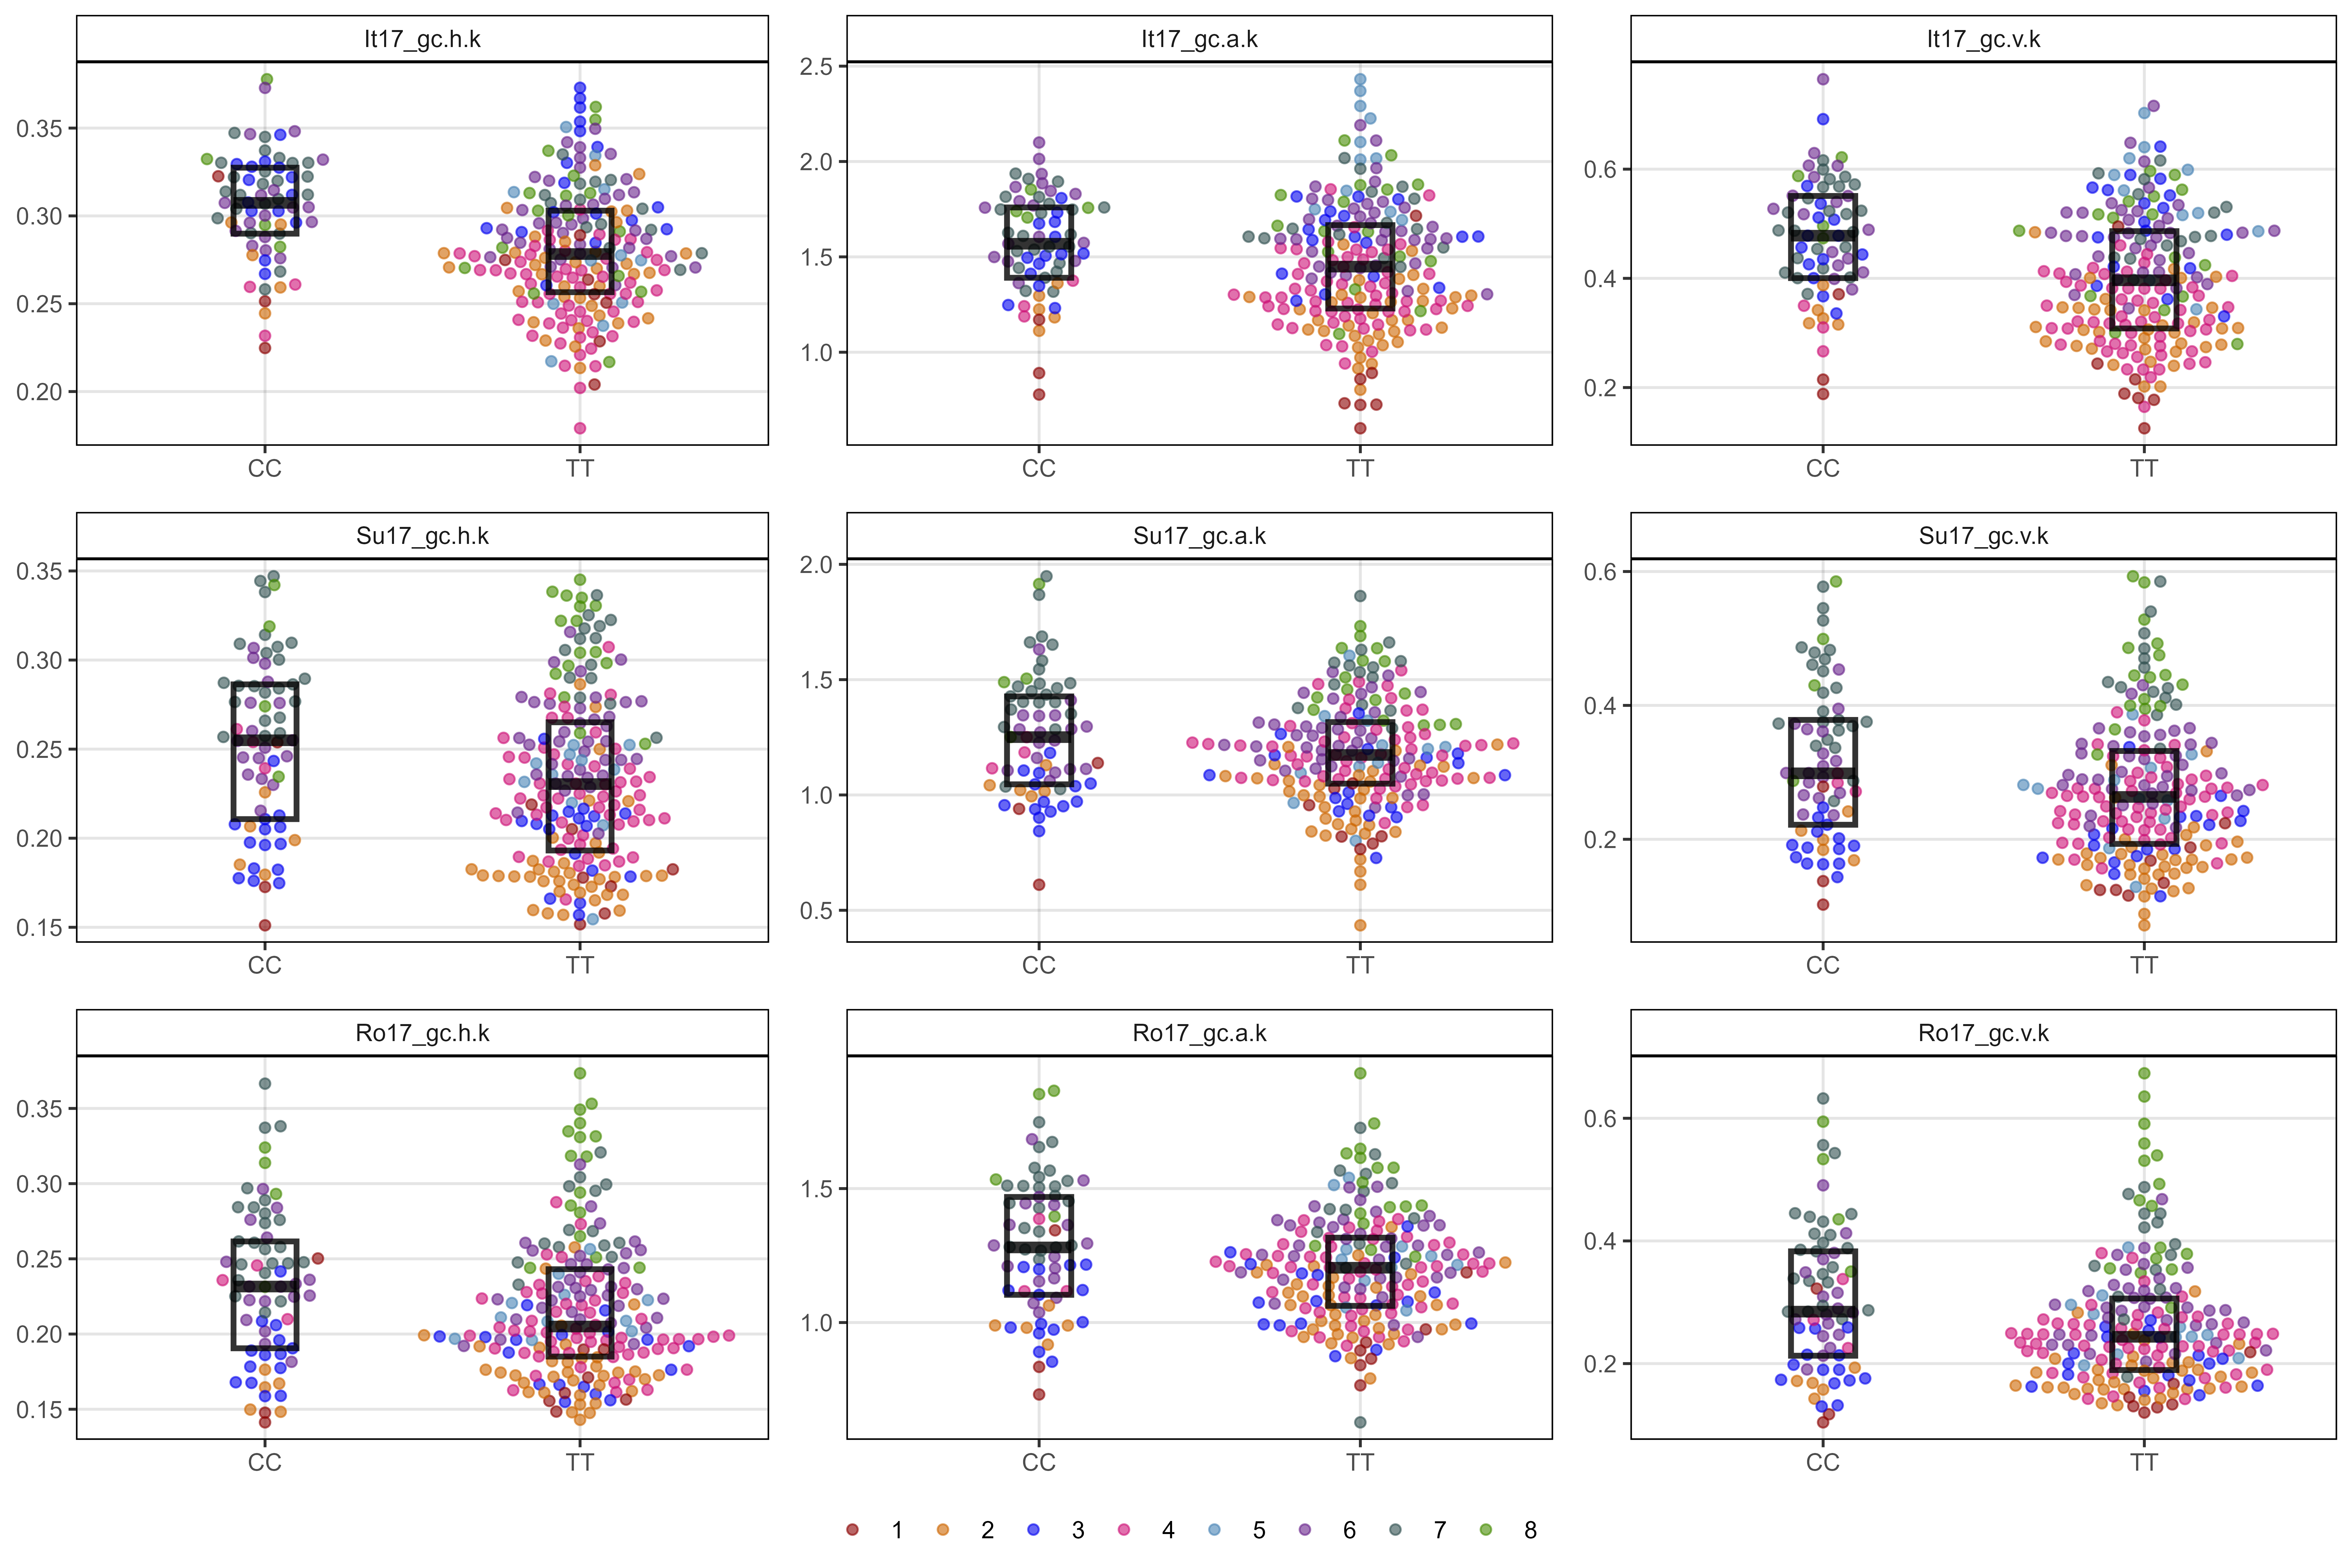 It17_gc.h.k It17_gc.a.k It17_gc.v.k
0.35 0.30 0.25 0.20
2.5 2.0 1.5 1.0
0.6 0.4 0.2
CC TT CC TT CC TT
Su17_gc.h.k Su17_gc.a.k Su17_gc.v.k
0.35 0.30 0.25 0.20 0.15
2.0 1.5 1.0 0.5
0.6 0.4 0.2
CC TT CC TT CC TT
Ro17_gc.h.k Ro17_gc.a.k Ro17_gc.v.k
0.35 0.30 0.25 0.20 0.15
1.5 1.0
0.6 0.4 0.2
CC TT CC TT CC TT
1 2 3 4 5 6 7 8